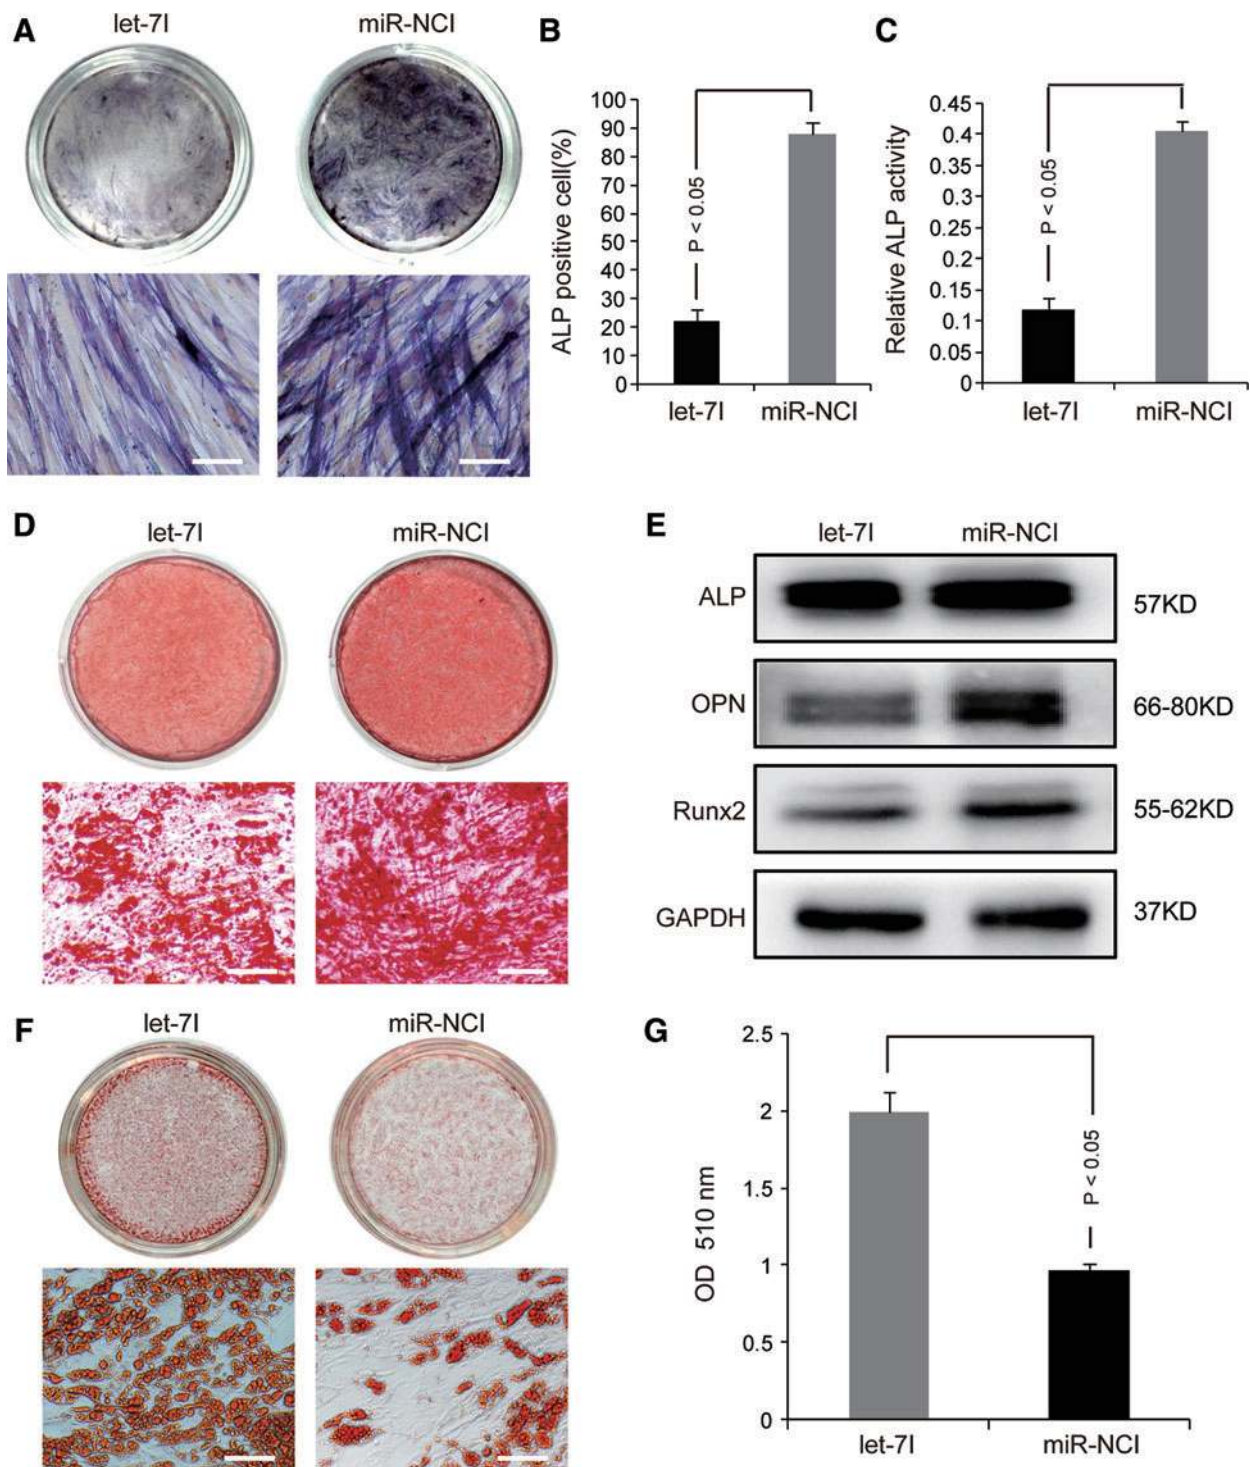 A
let-7I
miR-NCI
B
ALP positive cell(%)
100
90
80
70
60
50
40
30
20
10
0
P < 0.05
let-7I
miR-NCI
C
Relative ALP activity
0.45
0.4
0.35
0.3
0.25
0.2
0.15
0.1
0.05
0
P < 0.05
let-7I
miR-NCI
D
let-7I
miR-NCI
E
let-7I
miR-NCI
ALP
57KD
OPN
66-80KD
Runx2
55-62KD
GAPDH
37KD
F
let-7I
miR-NCI
G
OD 510 nm
2.5
2
1.5
1
0.5
0
P < 0.05
let-7I
miR-NCI